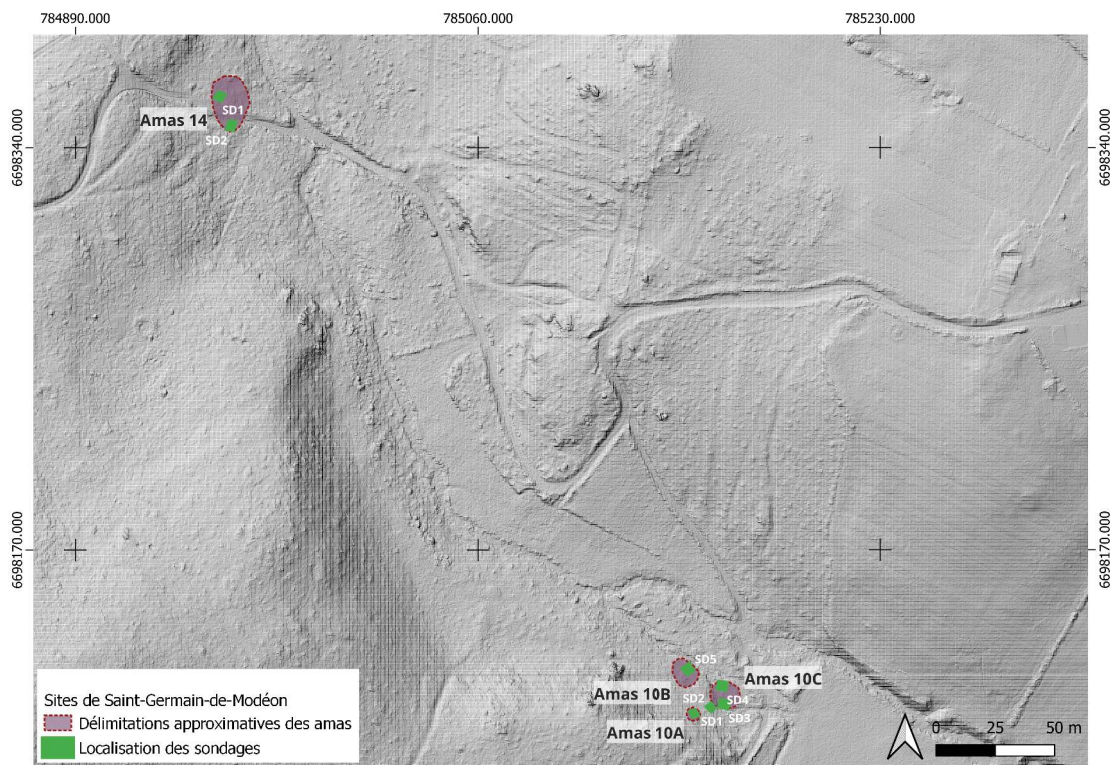 784890.000 785060.000 785230.000
6698340.000 6698340.000
Amas 14
SD1
SD2
6698170.000 6698170.000
SD5
Amas 10C
Amas 10B
SD2
SD4
SD1 SD3
Amas 10A
Sites de Saint-Germain-de-Modéon
Délimitations approximatives des amas
Localisation des sondages
0 25 50 m